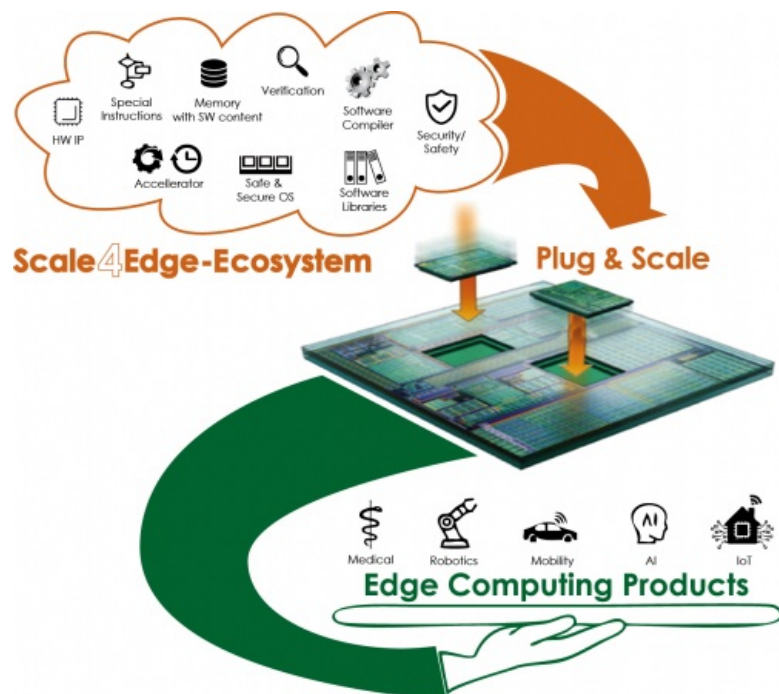 Special
Instructions
Memory
with SW content
Verification
Software
Compiler
HW IP
Security/
Safety
Accellerator
Safe &
Secure OS
Software
Libraries
Scale4Edge-Ecosystem
Plug & Scale
Medical
Robotics
Mobility
AI
AI
IoT
Edge Computing Products